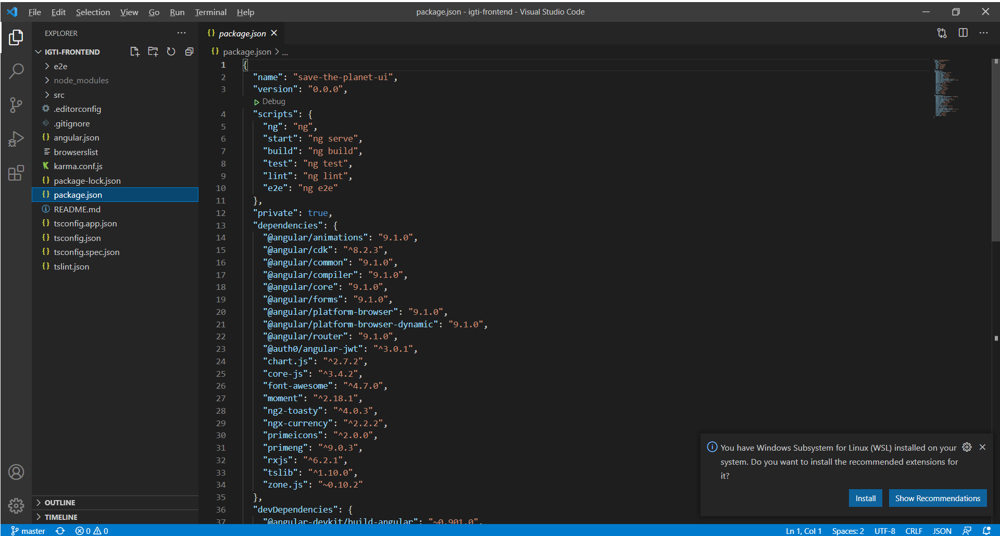 File Edit Selection View Go Run Terminal Help
package.json - igti-frontend - Visual Studio Code
EXPLORER
IGTI-FRONTEND
e2e
node_modules
src
.editorconfig
.gitignore
angular.json
browserslist
karma.conf.js
package-lock.json
package.json
README.md
tsconfig.app.json
tsconfig.json
tsconfig.spec.json
tslint.json
OUTLINE
TIMELINE
{} package.json
{} package.json > ...
1 {
2 "name": "save-the-planet-ui",
3 "version": "0.0.0",
Debug
4 "scripts": {
5 "ng": "ng",
6 "start": "ng serve",
7 "build": "ng build",
8 "test": "ng test",
9 "lint": "ng lint",
10 "e2e": "ng e2e"
11 },
12 "private": true,
13 "dependencies": {
14 "@angular/animations": "9.1.0",
15 "@angular/cdk": "^8.2.3",
16 "@angular/common": "9.1.0",
17 "@angular/compiler": "9.1.0",
18 "@angular/core": "9.1.0",
19 "@angular/forms": "9.1.0",
20 "@angular/platform-browser": "9.1.0",
21 "@angular/platform-browser-dynamic": "9.1.0",
22 "@angular/router": "9.1.0",
23 "@auth0/angular-jwt": "^3.0.1",
24 "chart.js": "^2.7.2",
25 "core-js": "^3.4.2",
26 "font-awesome": "^4.7.0",
27 "moment": "^2.18.1",
28 "ng2-toasty": "^4.0.3",
29 "ngx-currency": "^2.2.2",
30 "primeicons": "^2.0.0",
31 "primeng": "^9.0.3",
32 "rxjs": "^6.2.1",
33 "tslib": "^1.10.0",
34 "zone.js": "~0.10.2"
35 },
36 "devDependencies": {
37 "@angular-devkit/build-angular": "~0.901.0",
You have Windows Subsystem for Linux (WSL) installed on your
system. Do you want to install the recommended extensions for
it?
Install
Show Recommendations
master 0 0
Ln 1, Col 1 Spaces: 2 UTF-8 CRLF JSON